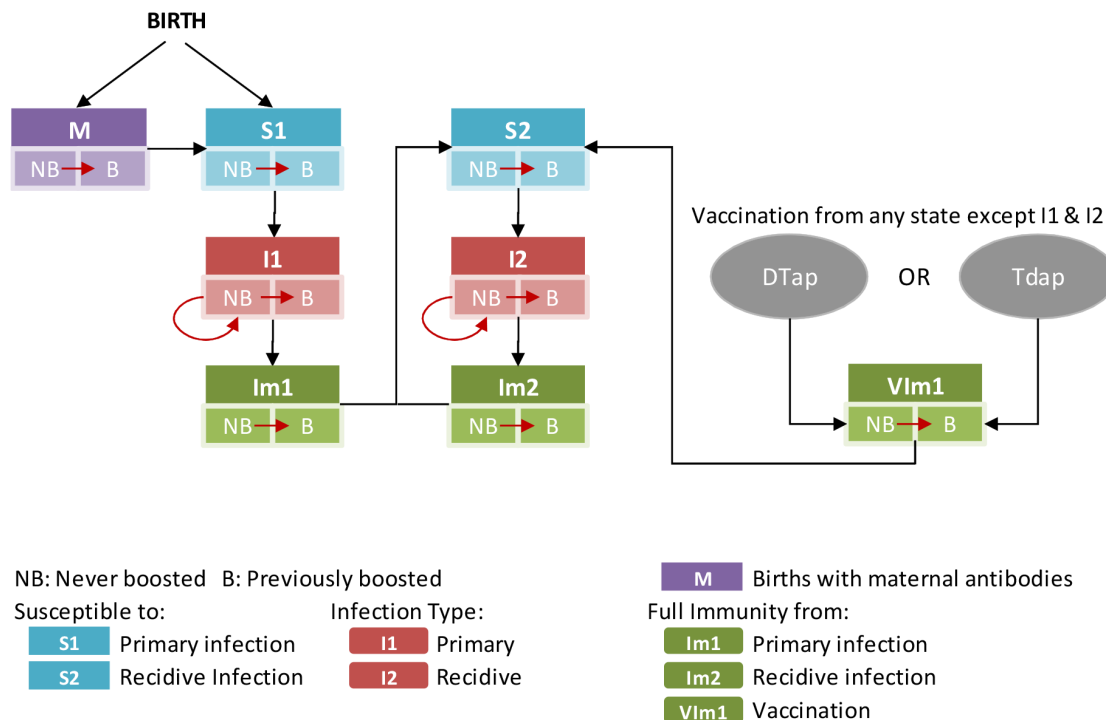 BIRTH
M
S1
S2
NB B
NB B
NB B
Vaccination from any state except I1 & I2
I1
I2
DTap
OR
Tdap
NB B
NB B
Im1
Im2
VIm1
NB B
NB B
NB B
NB: Never boosted B: Previously boosted
M Births with maternal antibodies
Susceptible to:
Infection Type:
Full Immunity from:
S1 Primary infection
I1 Primary
Im1 Primary infection
S2 Recidive Infection
I2 Recidive
Im2 Recidive infection
VIm1 Vaccination